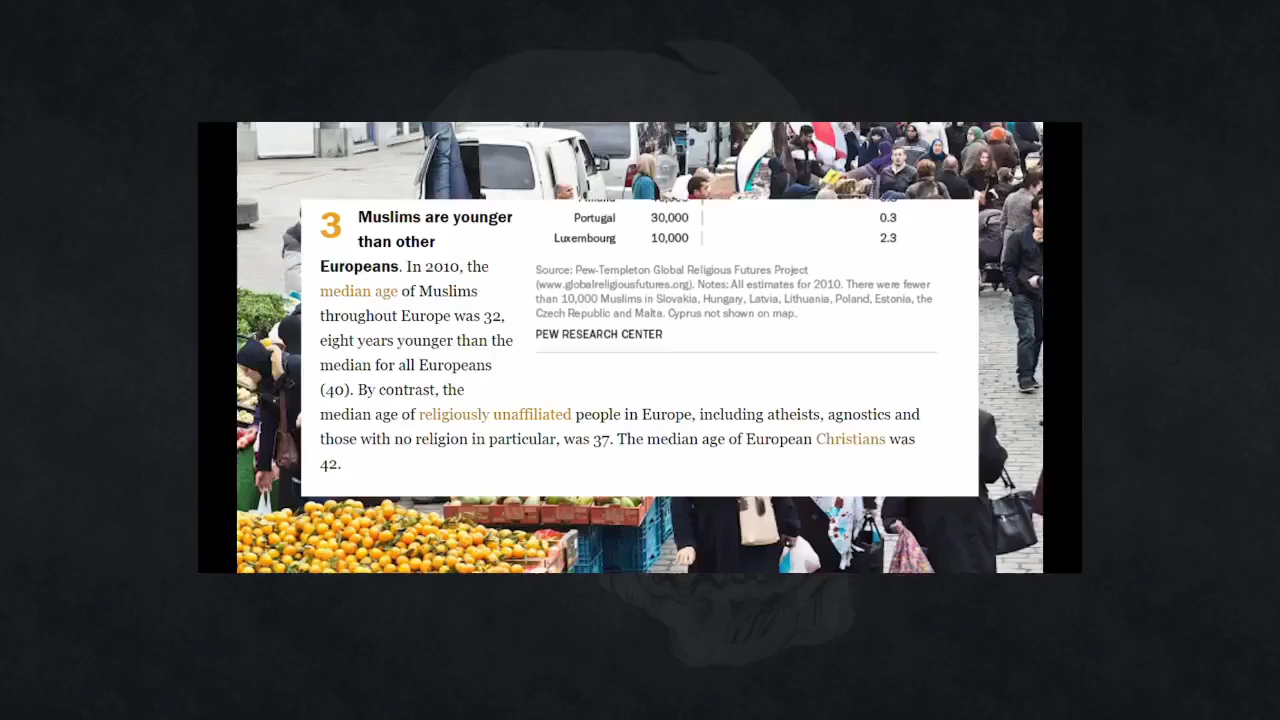 3 Muslims are younger
than other
Europeans. In 2010, the
median age of Muslims
throughout Europe was 32,
eight years younger than the
median for all Europeans
(40). By contrast, the
median age of religiously unaffiliated people in Europe, including atheists, agnostics and
those with no religion in particular, was 37. The median age of European Christians was
42.
Portugal 30,000 0.3
Luxembourg 10,000 2.3
Source: Pew-Templeton Global Religious Futures Project
(www.globalreligiousfutures.org). Notes: All estimates for 2010. There were fewer
than 10,000 Muslims in Slovakia, Hungary, Latvia, Lithuania, Poland, Estonia, the
Czech Republic and Malta. Cyprus not shown on map.
PEW RESEARCH CENTER